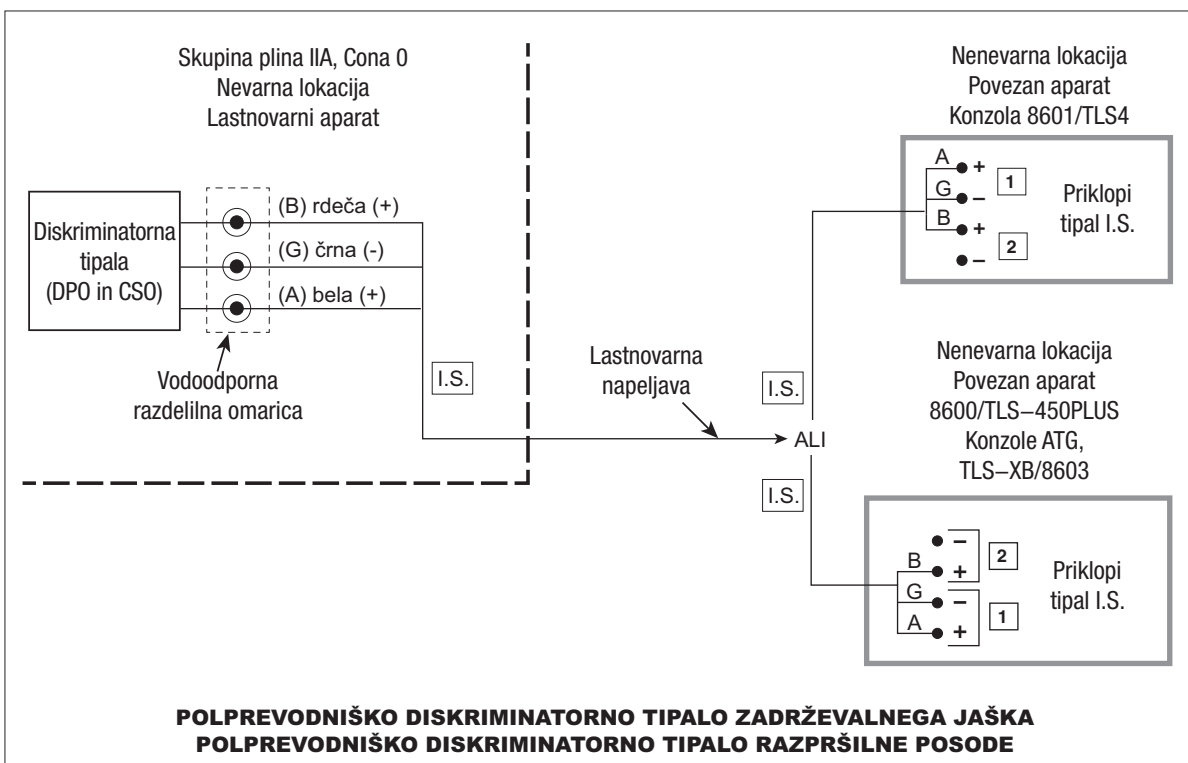 Skupina plina IIA, Cona 0
Nevarna lokacija
Lastnovarni aparat
Diskriminatorna
tipala
(DPO in CSO)
(B) rdeča (+)
(G) črna (-)
(A) bela (+)
Vodoodporna
razdelilna omarica
I.S.
Lastnovarna
napeljava
ALI
I.S.
I.S.
Nenevarna lokacija
Povezan aparat
Konzola 8601/TLS4
A +
G –
B +
–
1
2
Priklopi
tipal I.S.
Nenevarna lokacija
Povezan aparat
8600/TLS–450PLUS
Konzole ATG,
TLS–XB/8603
–
B +
G –
A +
2
1
Priklopi
tipal I.S.
POLPREVODNIŠKO DISKRIMINATORNO TIPALO ZADRŽEVALNEGA JAŠKA
POLPREVODNIŠKO DISKRIMINATORNO TIPALO RAZPRŠILNE POSODE